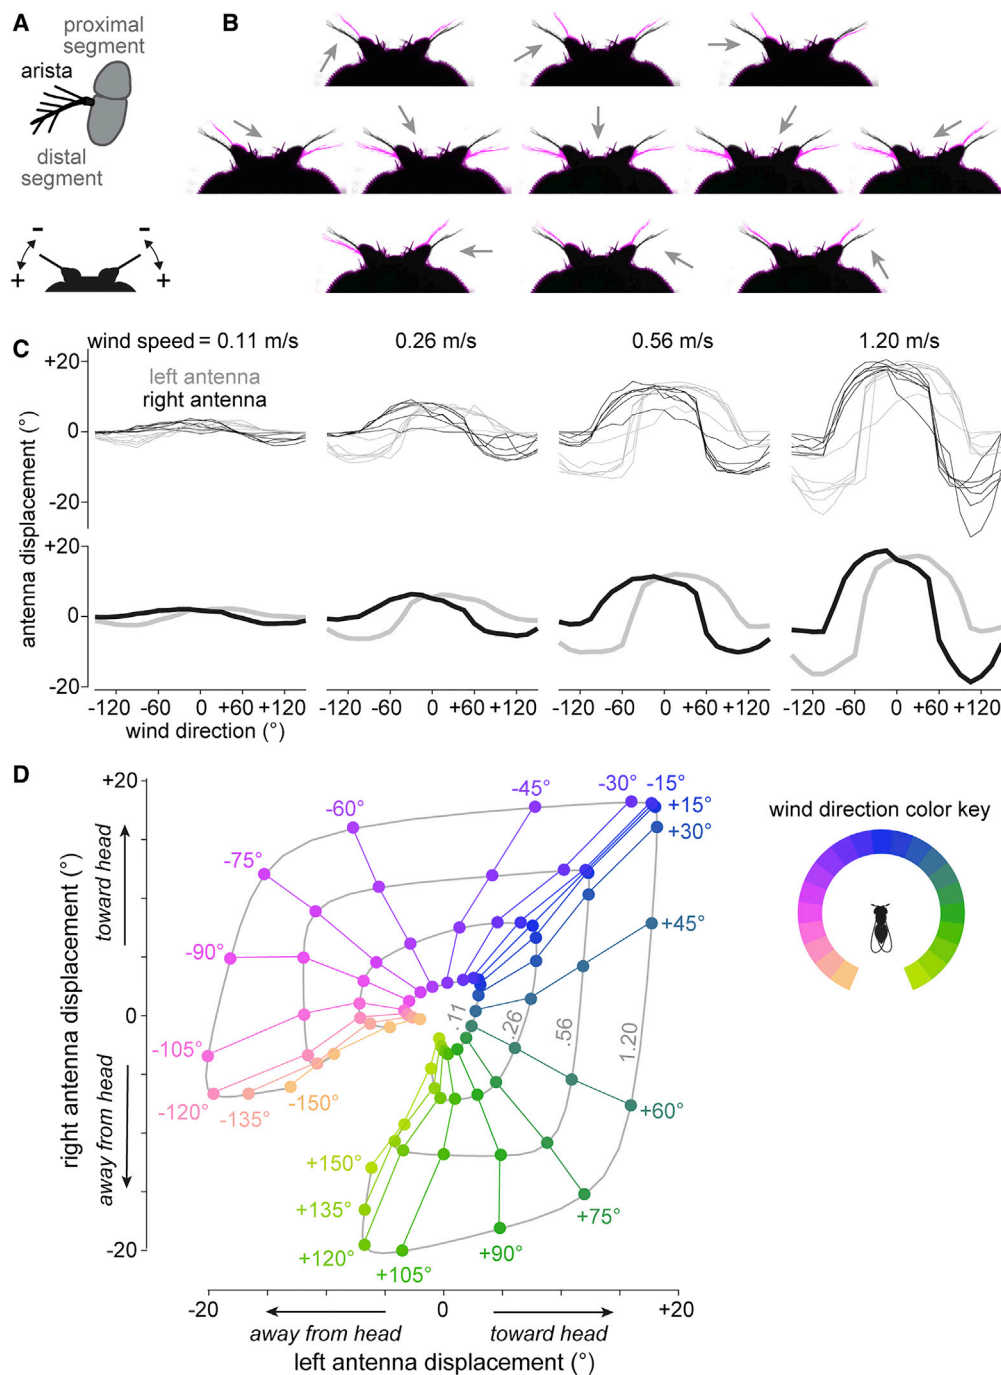 A
proximal
segment
arista
distal
segment
- -
+ +
B
C
wind speed = 0.11 m/s 0.26 m/s 0.56 m/s 1.20 m/s
left antenna
right antenna
antenna displacement (°)
+20
0
-20
+20
0
-20
-120 -60 0 +60 +120 -120 -60 0 +60 +120 -120 -60 0 +60 +120 -120 -60 0 +60 +120
wind direction (°)
D
+20
0
-20
right antenna displacement (°)
toward head
away from head
-60°
-45°
-30°
-15°
+15°
+30°
-75°
+45°
-90°
.11
.26
.56
1.20
-105°
-120°
-135°
-150°
+60°
+150°
+135°
+120°
+105°
+90°
+75°
-20 0 +20
away from head toward head
left antenna displacement (°)
wind direction color key